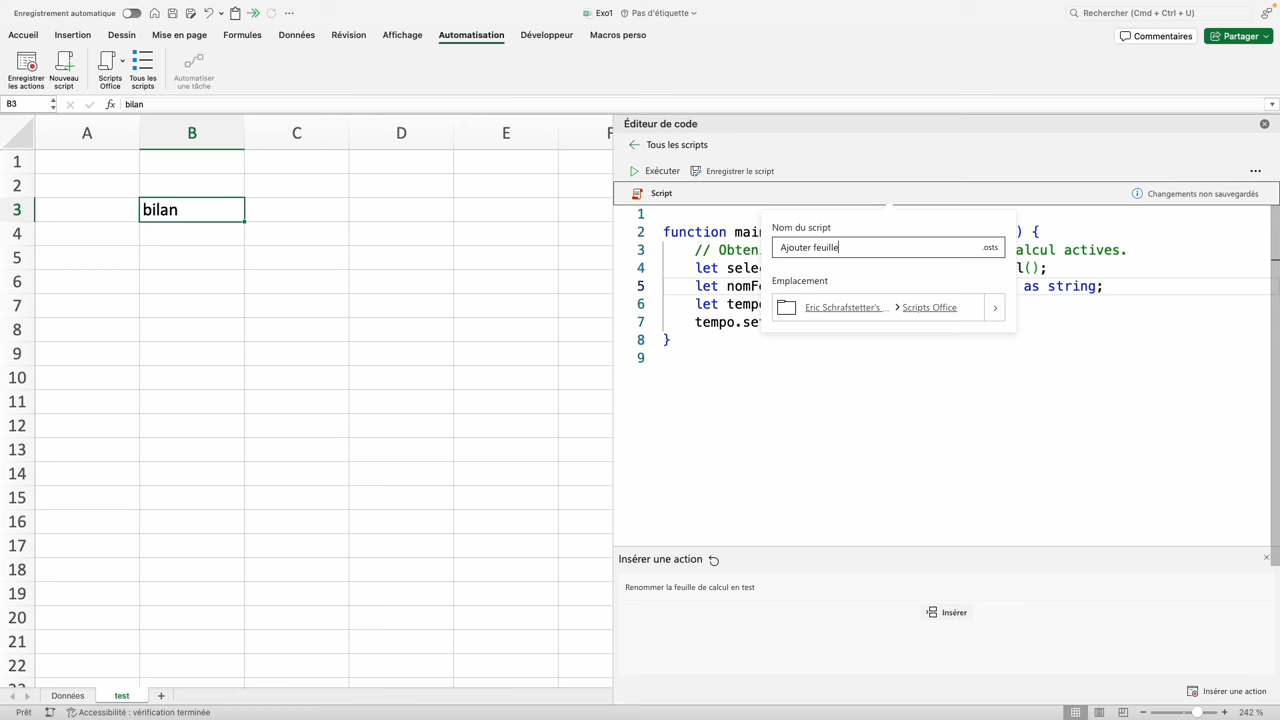 Enregistrement automatique
Exo1
Pas d'étiquette
Rechercher (Cmd + Ctrl + U)
Accueil Insertion Dessin Mise en page Formules Données Révision Affichage Automatisation Développeur Macros perso
Commentaires
Partager
Enregistrer les actions
Nouveau script
Scripts Office
Tous les scripts
Automatiser une tâche
B3
fx
bilan
A B C D E F
1
2
3 bilan
4
5
6
7
8
9
10
11
12
13
14
15
16
17
18
19
20
21
22
Éditeur de code
Tous les scripts
Exécuter
Enregistrer le script
...
Script
Changements non sauvegardés
1
2 function mai ) {
3 // Obten calcul actives.
4 let selec l();
5 let nomF as string;
6 let tempo
7 tempo.se
8 }
9
Nom du script
Ajouter feuille
.osts
Emplacement
Eric Schrafstetter's ... > Scripts Office
Insérer une action
Renommer la feuille de calcul en test
Insérer
Insérer une action
Données test +
Prêt
Accessibilité : vérification terminée
242 %